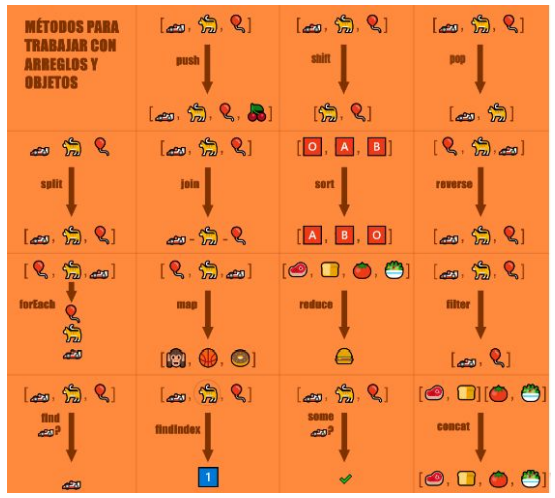 MÉTODOS PARA
TRABAJAR CON
ARREGLOS Y
OBJETOS
push
shift
pop
split
join
O, A, B
sort
A, B, O
reverse
forEach
map
reduce
filter
find
?
findIndex
1
some
?
concat